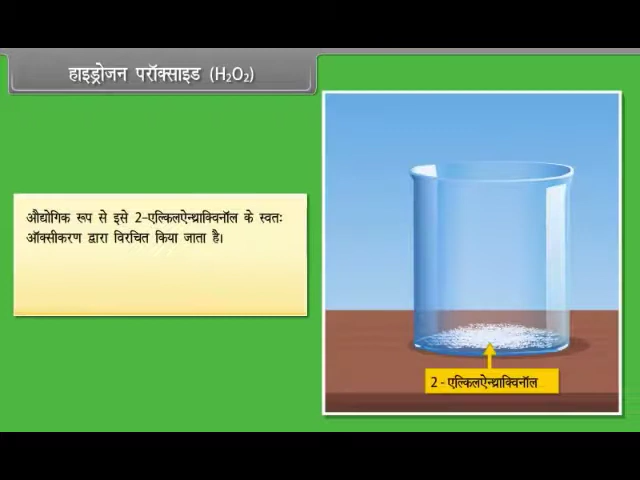 हाइड्रोजन परॉक्साइड (H₂O₂)
औद्योगिक रूप से इसे 2-एल्किलऐन्थ्राक्विनॉल के स्वतः
ऑक्सीकरण द्वारा विरचित किया जाता है।
2 - एल्किलऐन्थ्राक्विनॉल